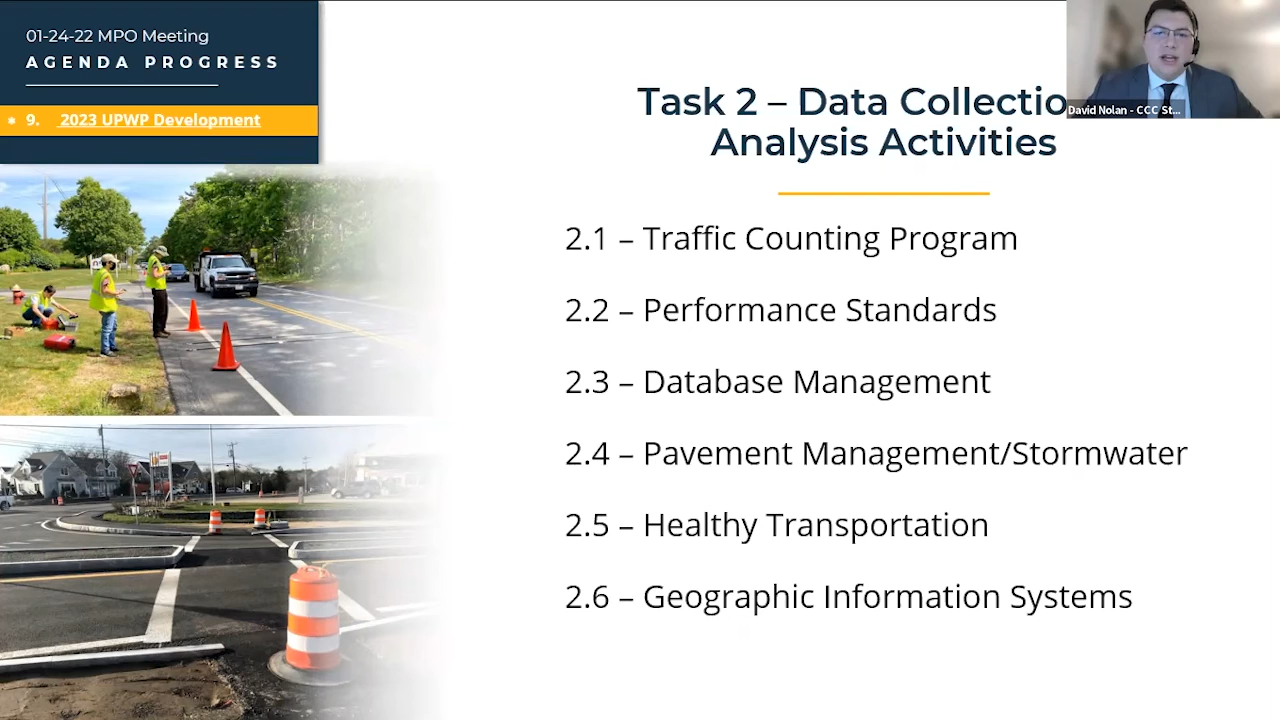 01-24-22 MPO Meeting
AGENDA PROGRESS
* 9. 2023 UPWP Development
David Nolan - CCC St...
Task 2 – Data Collectio
Analysis Activities
2.1 – Traffic Counting Program
2.2 – Performance Standards
2.3 – Database Management
2.4 – Pavement Management/Stormwater
2.5 – Healthy Transportation
2.6 – Geographic Information Systems